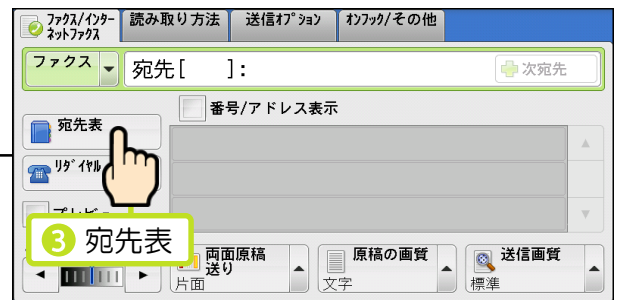 ファクス/インター
ネットファクス
読み取り方法
送信オプション
オンフック/その他
ファクス
宛先[ ]:
次宛先
番号/アドレス表示
宛先表
リダイヤル
プレビュー
③ 宛先表
両面原稿
送り
片面
原稿の画質
文字
送信画質
標準